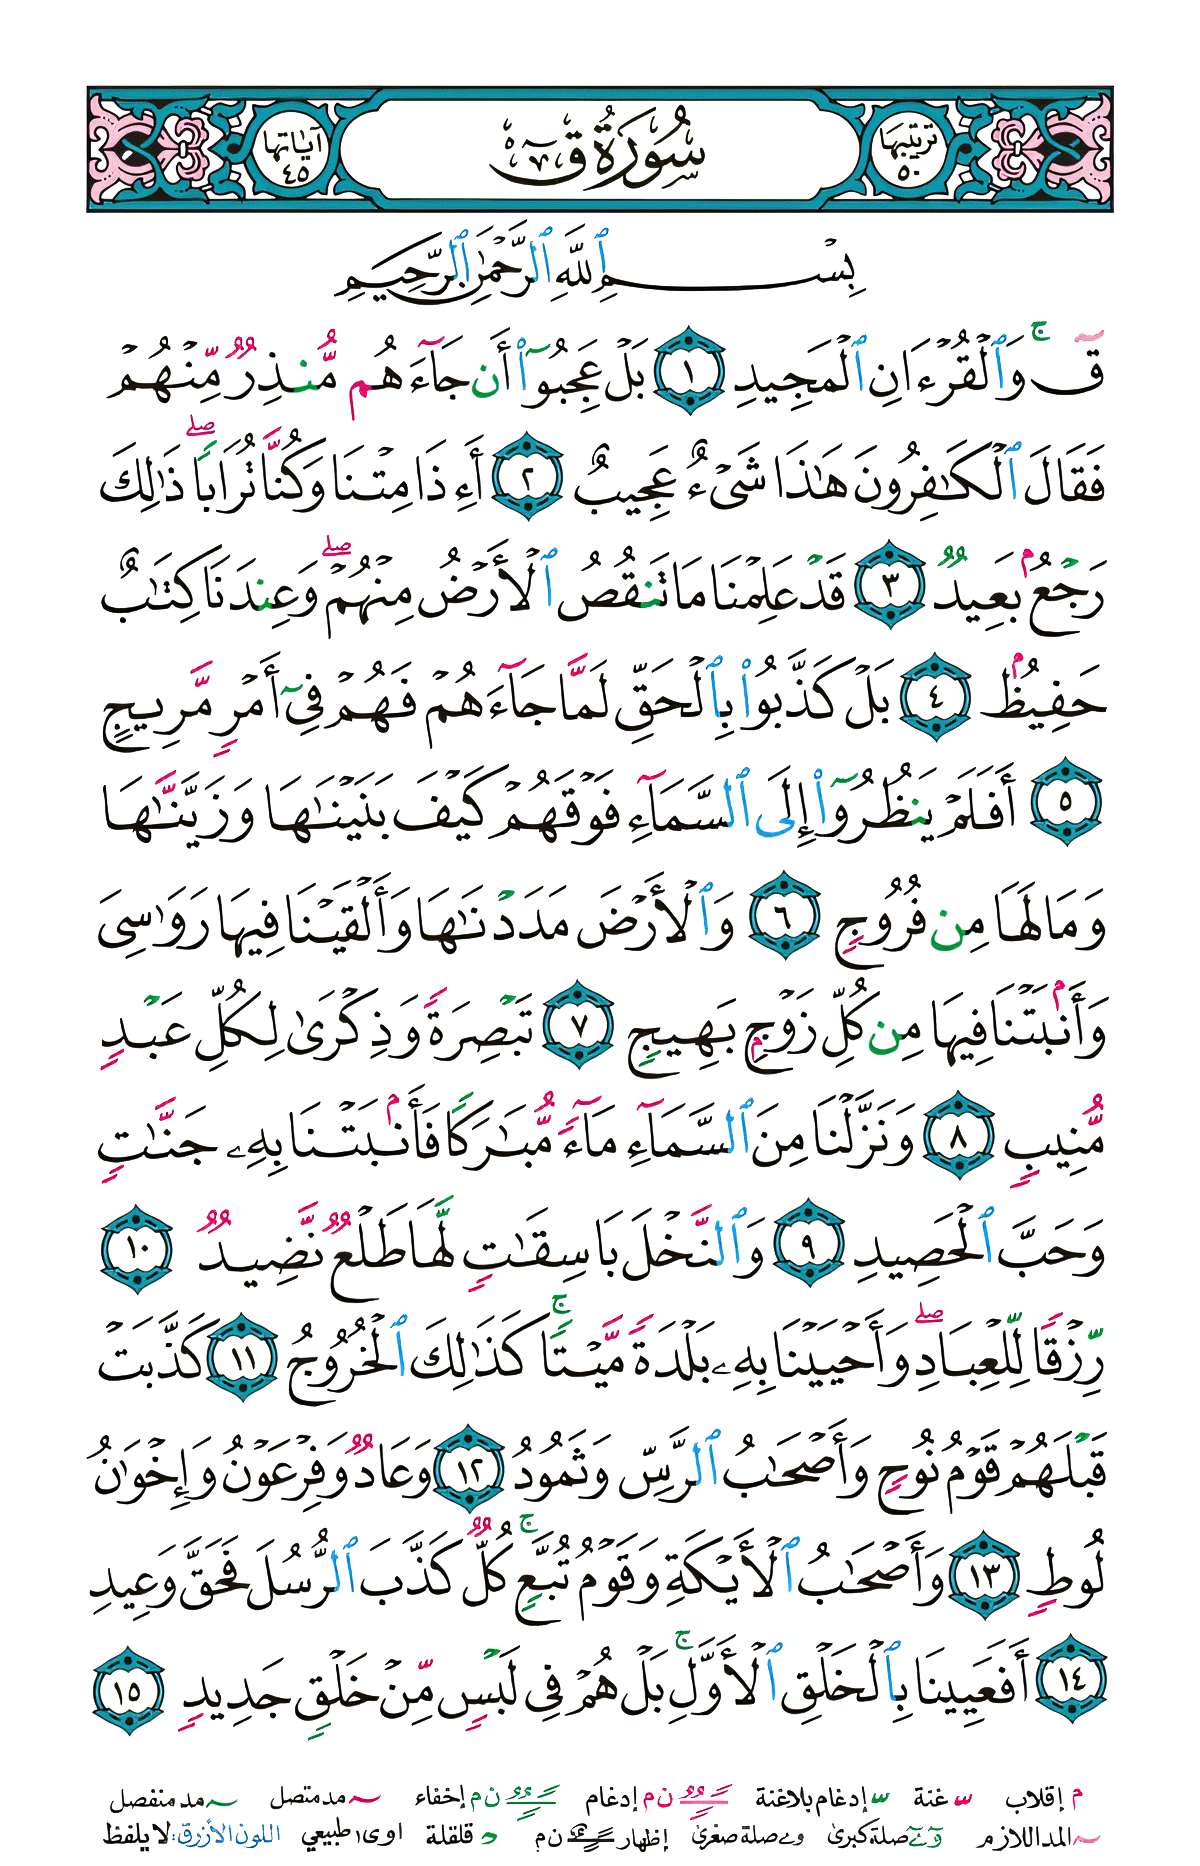 ترتيبها ٥٠ سُورَةُ قٓ آياتها ٤٥
بِسْمِ ٱللَّهِ ٱلرَّحْمَٰنِ ٱلرَّحِيمِ
قٓۚ وَٱلْقُرْءَانِ ٱلْمَجِيدِ ١ بَلْ عَجِبُوٓا۟ أَن جَآءَهُم مُّنذِرٌ مِّنْهُمْ
فَقَالَ ٱلْكَٰفِرُونَ هَٰذَا شَىْءٌ عَجِيبٌ ٢ أَءِذَا مِتْنَا وَكُنَّا تُرَابًاۖ ذَٰلِكَ
رَجْعٌۢ بَعِيدٌ ٣ قَدْ عَلِمْنَا مَا تَنقُصُ ٱلْأَرْضُ مِنْهُمْۖ وَعِندَنَا كِتَٰبٌ
حَفِيظٌۢ ٤ بَلْ كَذَّبُوا۟ بِٱلْحَقِّ لَمَّا جَآءَهُمْ فَهُمْ فِىٓ أَمْرٍ مَّرِيجٍ
٥ أَفَلَمْ يَنظُرُوٓا۟ إِلَى ٱلسَّمَآءِ فَوْقَهُمْ كَيْفَ بَنَيْنَٰهَا وَزَيَّنَّٰهَا
وَمَا لَهَا مِن فُرُوجٍ ٦ وَٱلْأَرْضَ مَدَدْنَٰهَا وَأَلْقَيْنَا فِيهَا رَوَٰسِىَ
وَأَنۢبَتْنَا فِيهَا مِن كُلِّ زَوْجٍۭ بَهِيجٍ ٧ تَبْصِرَةً وَذِكْرَىٰ لِكُلِّ عَبْدٍ
مُّنِيبٍ ٨ وَنَزَّلْنَا مِنَ ٱلسَّمَآءِ مَآءً مُّبَٰرَكًا فَأَنۢبَتْنَا بِهِۦ جَنَّٰتٍ
وَحَبَّ ٱلْحَصِيدِ ٩ وَٱلنَّخْلَ بَاسِقَٰتٍ لَّهَا طَلْعٌ نَّضِيدٌ ١٠
رِّزْقًا لِّلْعِبَادِۖ وَأَحْيَيْنَا بِهِۦ بَلْدَةً مَّيْتًاۚ كَذَٰلِكَ ٱلْخُرُوجُ ١١ كَذَّبَتْ
قَبْلَهُمْ قَوْمُ نُوحٍ وَأَصْحَٰبُ ٱلرَّسِّ وَثَمُودُ ١٢ وَعَادٌ وَفِرْعَوْنُ وَإِخْوَٰنُ
لُوطٍ ١٣ وَأَصْحَٰبُ ٱلْأَيْكَةِ وَقَوْمُ تُبَّعٍۚ كُلٌّ كَذَّبَ ٱلرُّسُلَ فَحَقَّ وَعِيدِ
١٤ أَفَعَيِينَا بِٱلْخَلْقِ ٱلْأَوَّلِۚ بَلْ هُمْ فِى لَبْسٍ مِّنْ خَلْقٍ جَدِيدٍ ١٥
م إقلاب غنة إدغام بلاغنة ن م إدغام ن م إخفاء مد متصل مد منفصل
المد اللازم صلة كبرى صلة صغرى إظهار ن م قلقلة اوى طبيعي اللون الأزرق: لا يلفظ